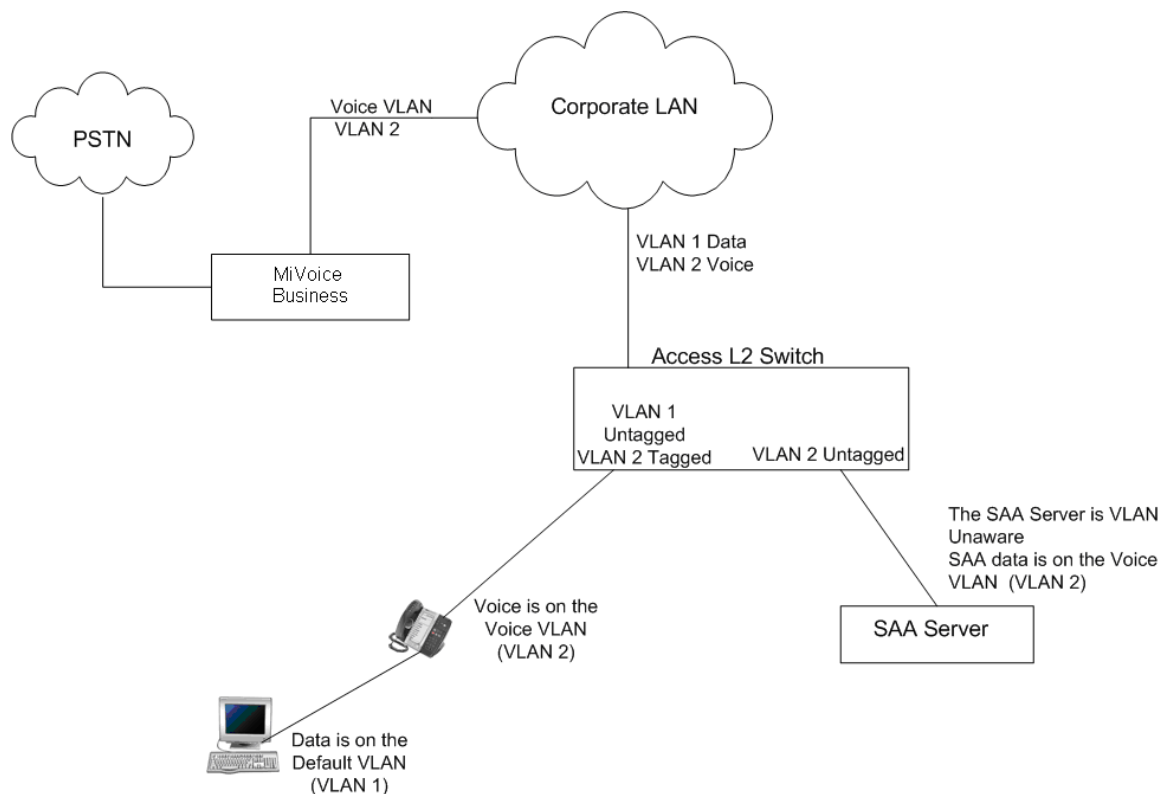 Corporate LAN
PSTN
Voice VLAN
VLAN 2
MiVoice
Business
VLAN 1 Data
VLAN 2 Voice
Access L2 Switch
VLAN 1
Untagged
VLAN 2 Tagged
VLAN 2 Untagged
The SAA Server is VLAN
Unaware
SAA data is on the Voice
VLAN (VLAN 2)
SAA Server
Voice is on the
Voice VLAN
(VLAN 2)
Data is on the
Default VLAN
(VLAN 1)